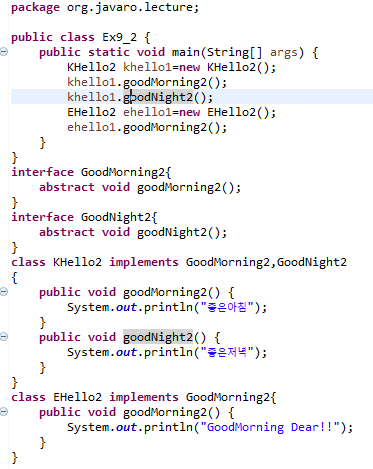 package org.javaro.lecture;
public class Ex9_2 {
public static void main(String[] args) {
KHello2 khello1=new KHello2();
khello1.goodMorning2();
khello1.goodNight2();
EHello2 ehello1=new EHello2();
ehello1.goodMorning2();
}
}
interface GoodMorning2{
abstract void goodMorning2();
}
interface GoodNight2{
abstract void goodNight2();
}
class KHello2 implements GoodMorning2,GoodNight2
{
public void goodMorning2() {
System.out.println("좋은아침");
}
public void goodNight2() {
System.out.println("좋은저녁");
}
}
class EHello2 implements GoodMorning2{
public void goodMorning2() {
System.out.println("GoodMorning Dear!!");
}
}